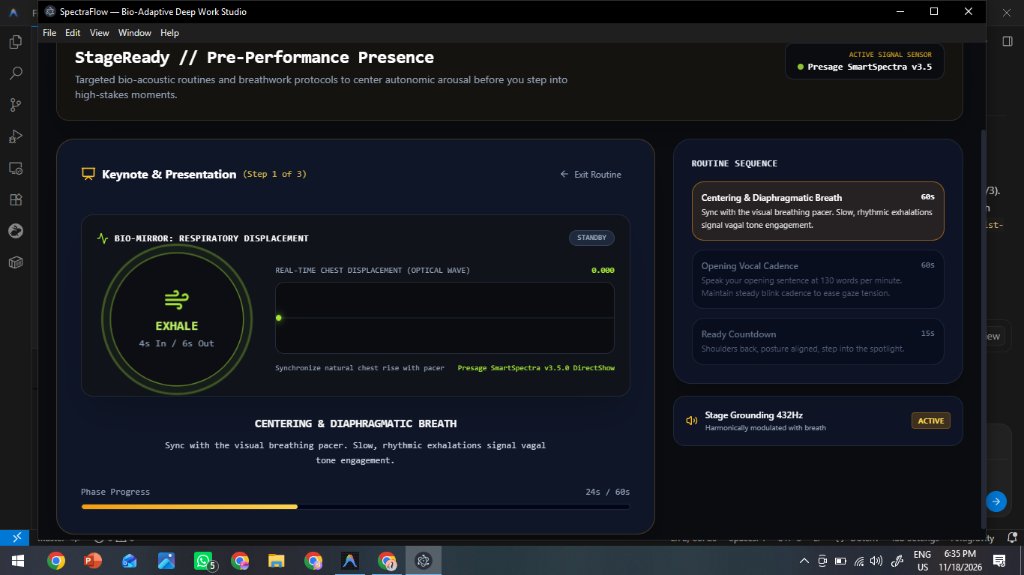 SpectraFlow — Bio-Adaptive Deep Work Studio
File Edit View Window Help
StageReady // Pre-Performance Presence
Targeted bio-acoustic routines and breathwork protocols to center autonomic arousal before you step into
high-stakes moments.
ACTIVE SIGNAL SENSOR
Presage SmartSpectra v3.5
Keynote & Presentation (Step 1 of 3)
← Exit Routine
BIO-MIRROR: RESPIRATORY DISPLACEMENT
STANDBY
EXHALE
4s In / 6s Out
REAL-TIME CHEST DISPLACEMENT (OPTICAL WAVE)
0.000
Synchronize natural chest rise with pacer
Presage SmartSpectra v3.5.0 DirectShow
CENTERING & DIAPHRAGMATIC BREATH
Sync with the visual breathing pacer. Slow, rhythmic exhalations signal vagal
tone engagement.
Phase Progress
24s / 60s
ROUTINE SEQUENCE
Centering & Diaphragmatic Breath 60s
Sync with the visual breathing pacer. Slow, rhythmic exhalations
signal vagal tone engagement.
Opening Vocal Cadence 60s
Speak your opening sentence at 130 words per minute.
Maintain steady blink cadence to ease gaze tension.
Ready Countdown 15s
Shoulders back, posture aligned, step into the spotlight.
Stage Grounding 432Hz
Harmonically modulated with breath
ACTIVE
/3).
ist-
ew
5
ENG
US
6:35 PM
11/18/2026